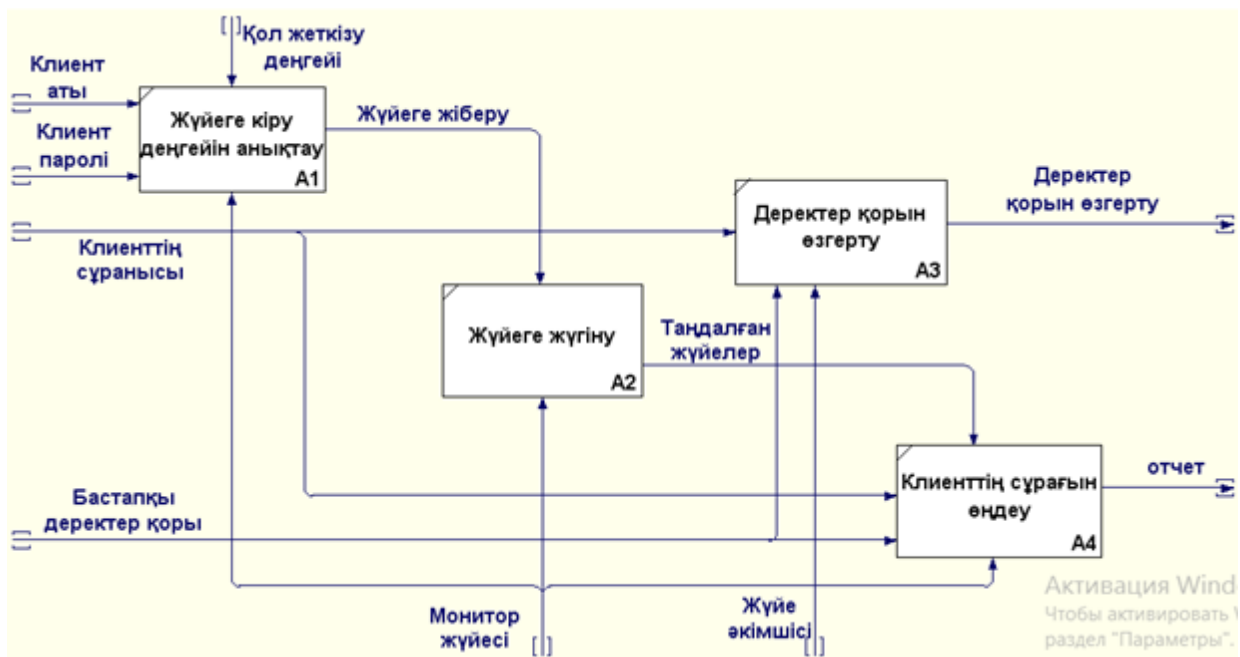 Қол жеткізу
деңгейі
Клиент
аты
Клиент
паролі
Жүйеге кіру
деңгейін анықтау
A1
Жүйеге жіберу
Клиенттің
сұранысы
Деректер қорын
өзгерту
A3
Деректер
қорын өзгерту
Жүйеге жүгіну
A2
Таңдалған
жүйелер
Бастапқы
деректер қоры
Клиенттің сұрағын
өңдеу
A4
отчет
Монитор
жүйесі
Жүйе
әкімшісі
Активация Wind
Чтобы активировать
раздел "Параметры".